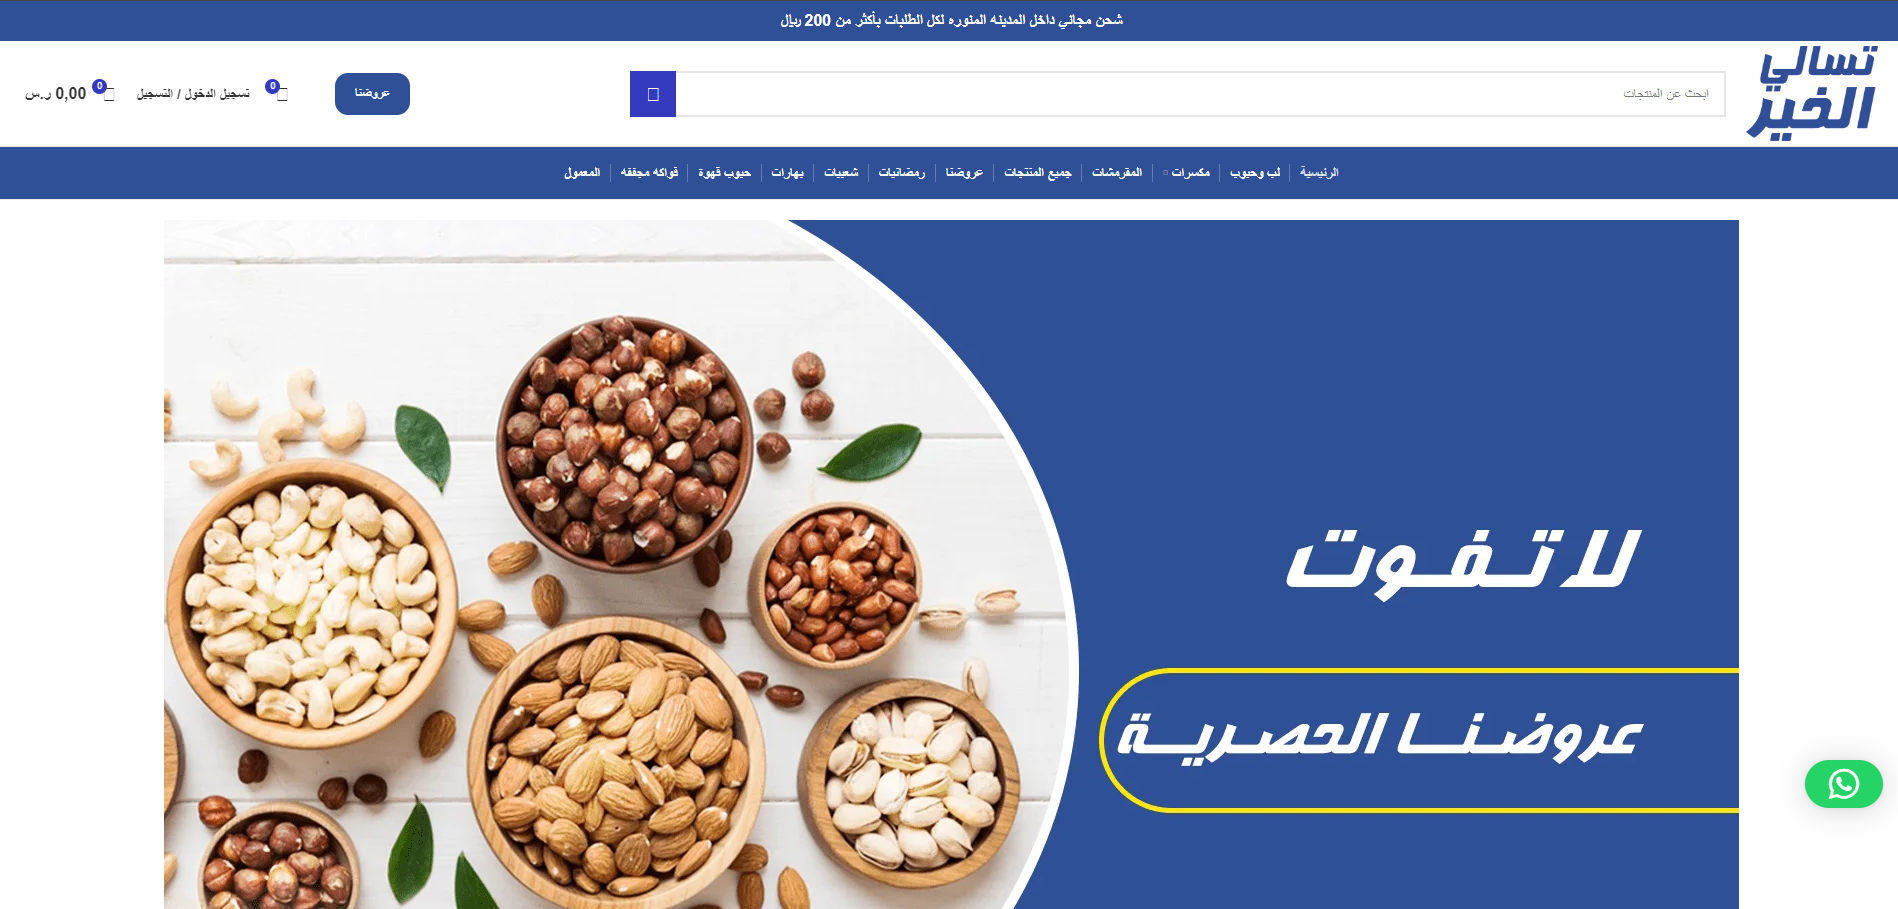 شحن مجاني داخل المدينه المنوره لكل الطلبات بأكثر من 200 ريال
تسالي
الخير
ابحث عن المنتجات
عروضنا
0
تسجيل الدخول / التسجيل
0
0,00 ر.س
الرئيسية
لب وحبوب
مكسرات
المقرمشات
جميع المنتجات
عروضنا
رمضانيات
شعبيات
بهارات
حبوب قهوة
فواكه مجففه
المعمول
لا تفوت
عروضنا الحصرية